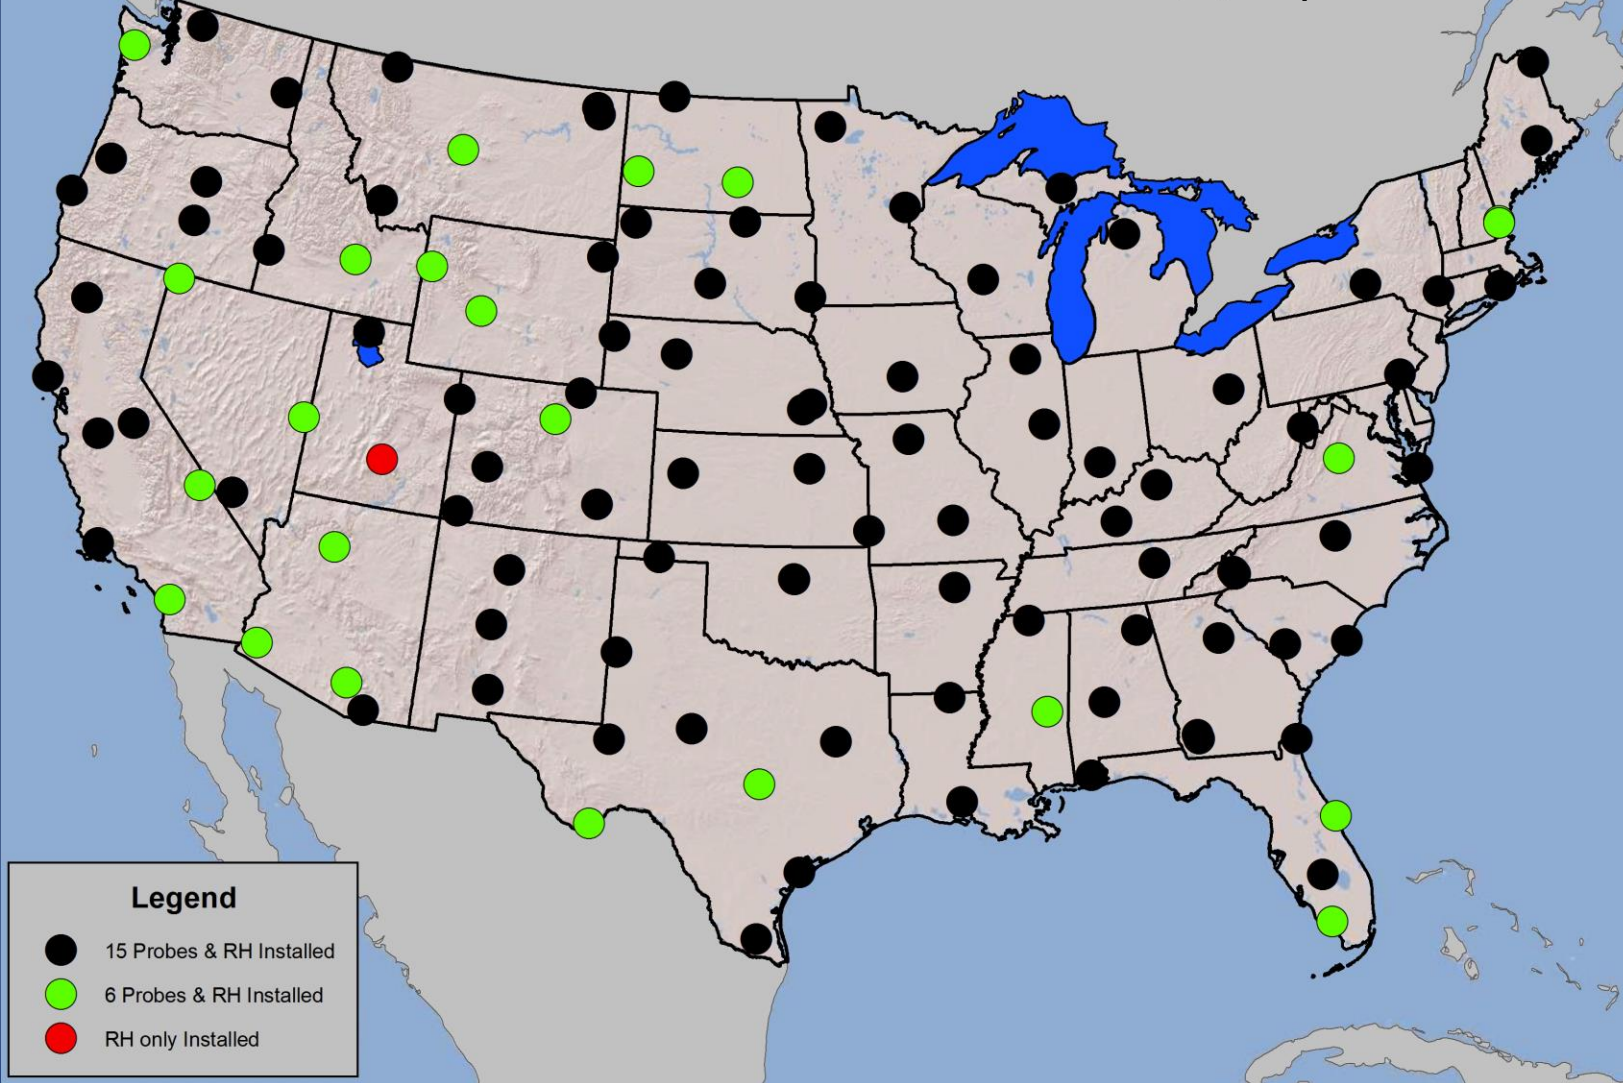 Legend
15 Probes & RH Installed
6 Probes & RH Installed
RH only Installed